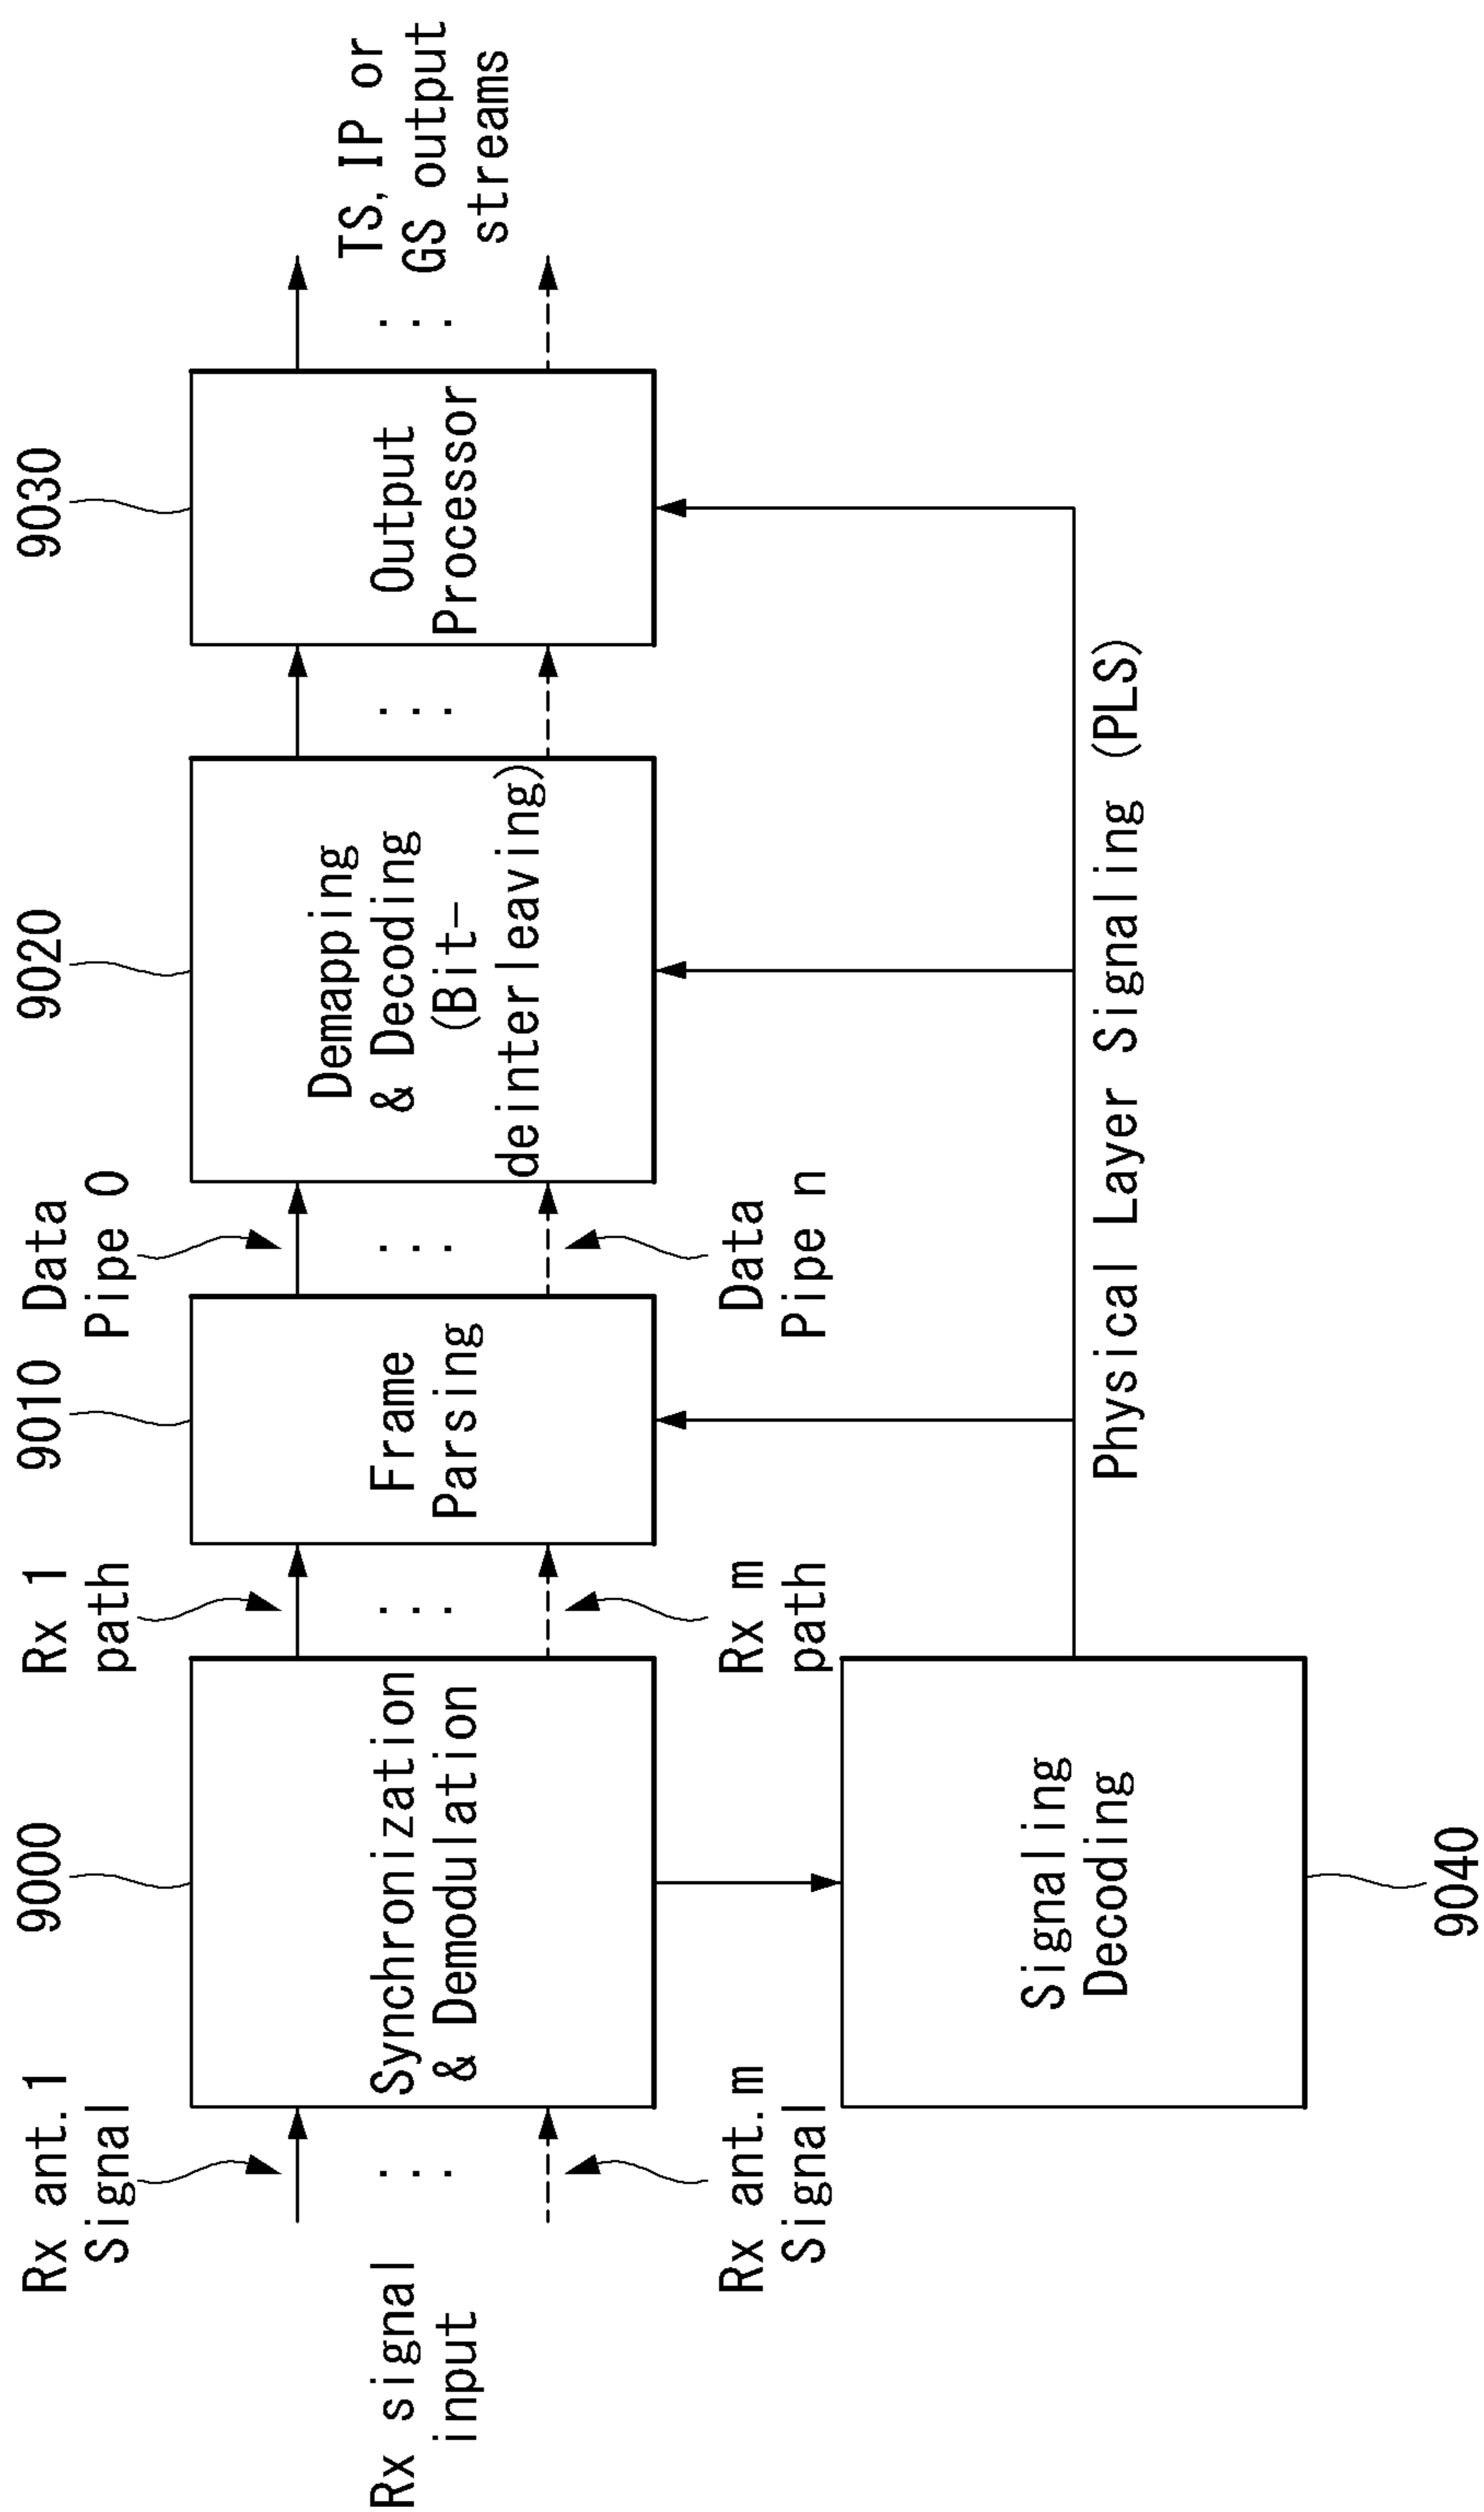 Rx signal
input
Rx ant.1
Signal
Rx ant.m
Signal
9000
Synchronization
& Demodulation
Rx 1
path
Rx m
path
9010
Frame
Parsing
Data
Pipe 0
Data
Pipe n
9020
Demapping
& Decoding
(Bit-
deinterleaving)
9030
Output
Processor
TS, IP or
GS output
streams
Signaling
Decoding
9040
Physical Layer Signaling (PLS)